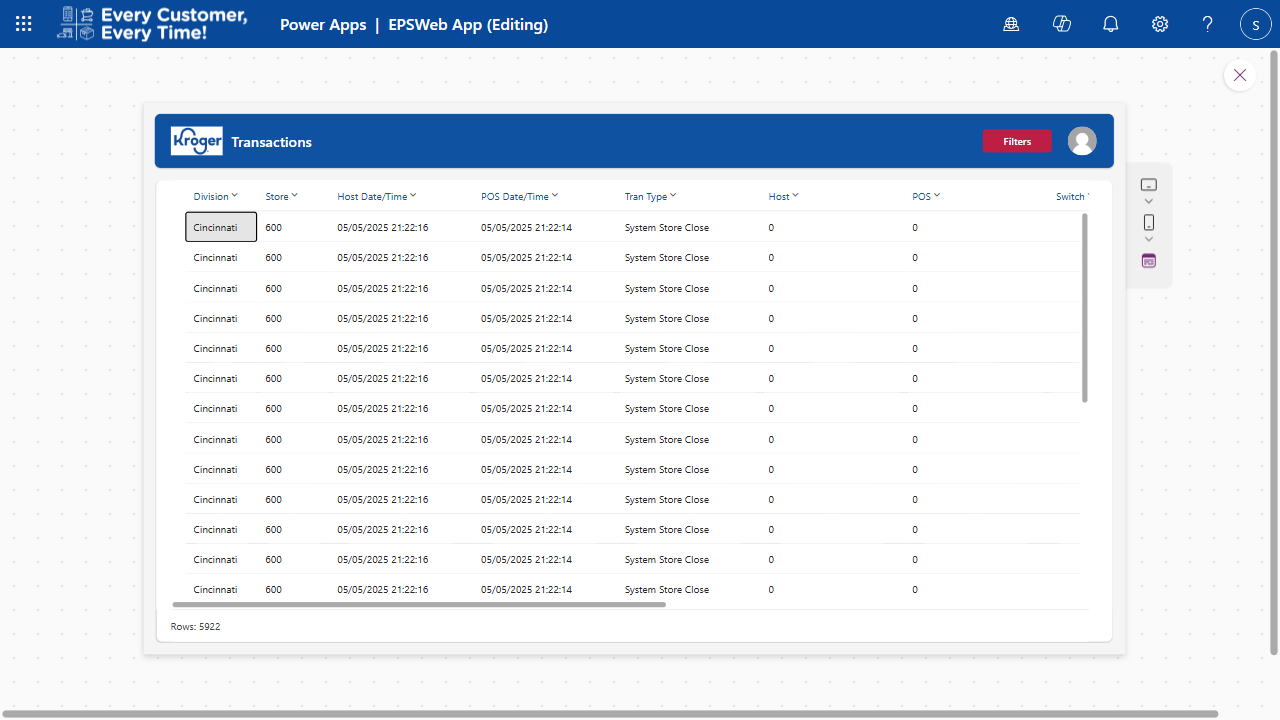 Every Customer,
Every Time!
Power Apps | EPSWeb App (Editing)
?
S
Kroger
Transactions
Filters
Division Store Host Date/Time POS Date/Time Tran Type Host POS Switch
Cincinnati 600 05/05/2025 21:22:16 05/05/2025 21:22:14 System Store Close 0 0
Cincinnati 600 05/05/2025 21:22:16 05/05/2025 21:22:14 System Store Close 0 0
Cincinnati 600 05/05/2025 21:22:16 05/05/2025 21:22:14 System Store Close 0 0
Cincinnati 600 05/05/2025 21:22:16 05/05/2025 21:22:14 System Store Close 0 0
Cincinnati 600 05/05/2025 21:22:16 05/05/2025 21:22:14 System Store Close 0 0
Cincinnati 600 05/05/2025 21:22:16 05/05/2025 21:22:14 System Store Close 0 0
Cincinnati 600 05/05/2025 21:22:16 05/05/2025 21:22:14 System Store Close 0 0
Cincinnati 600 05/05/2025 21:22:16 05/05/2025 21:22:14 System Store Close 0 0
Cincinnati 600 05/05/2025 21:22:16 05/05/2025 21:22:14 System Store Close 0 0
Cincinnati 600 05/05/2025 21:22:16 05/05/2025 21:22:14 System Store Close 0 0
Cincinnati 600 05/05/2025 21:22:16 05/05/2025 21:22:14 System Store Close 0 0
Cincinnati 600 05/05/2025 21:22:16 05/05/2025 21:22:14 System Store Close 0 0
Cincinnati 600 05/05/2025 21:22:16 05/05/2025 21:22:14 System Store Close 0 0
Rows: 5922